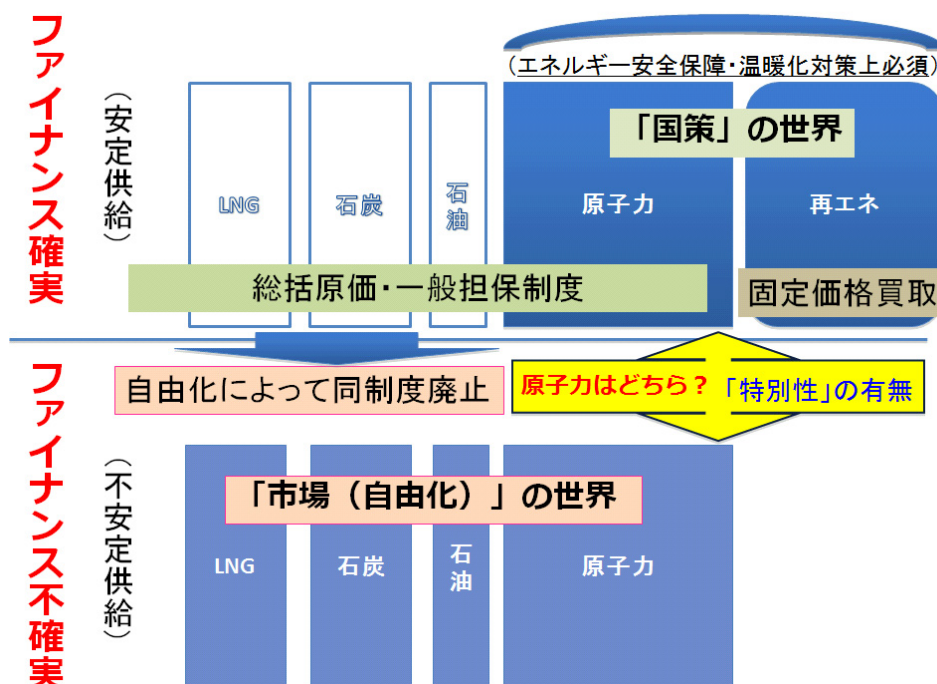 ファイナンス確実
(安定供給)
(エネルギー安全保障・温暖化対策上必須)
「国策」の世界
LNG
石炭
石油
原子力
再エネ
総括原価・一般担保制度
固定価格買取
自由化によって同制度廃止
原子力はどちら？「特別性」の有無
ファイナンス不確実
(不安定供給)
「市場（自由化）」の世界
LNG
石炭
石油
原子力